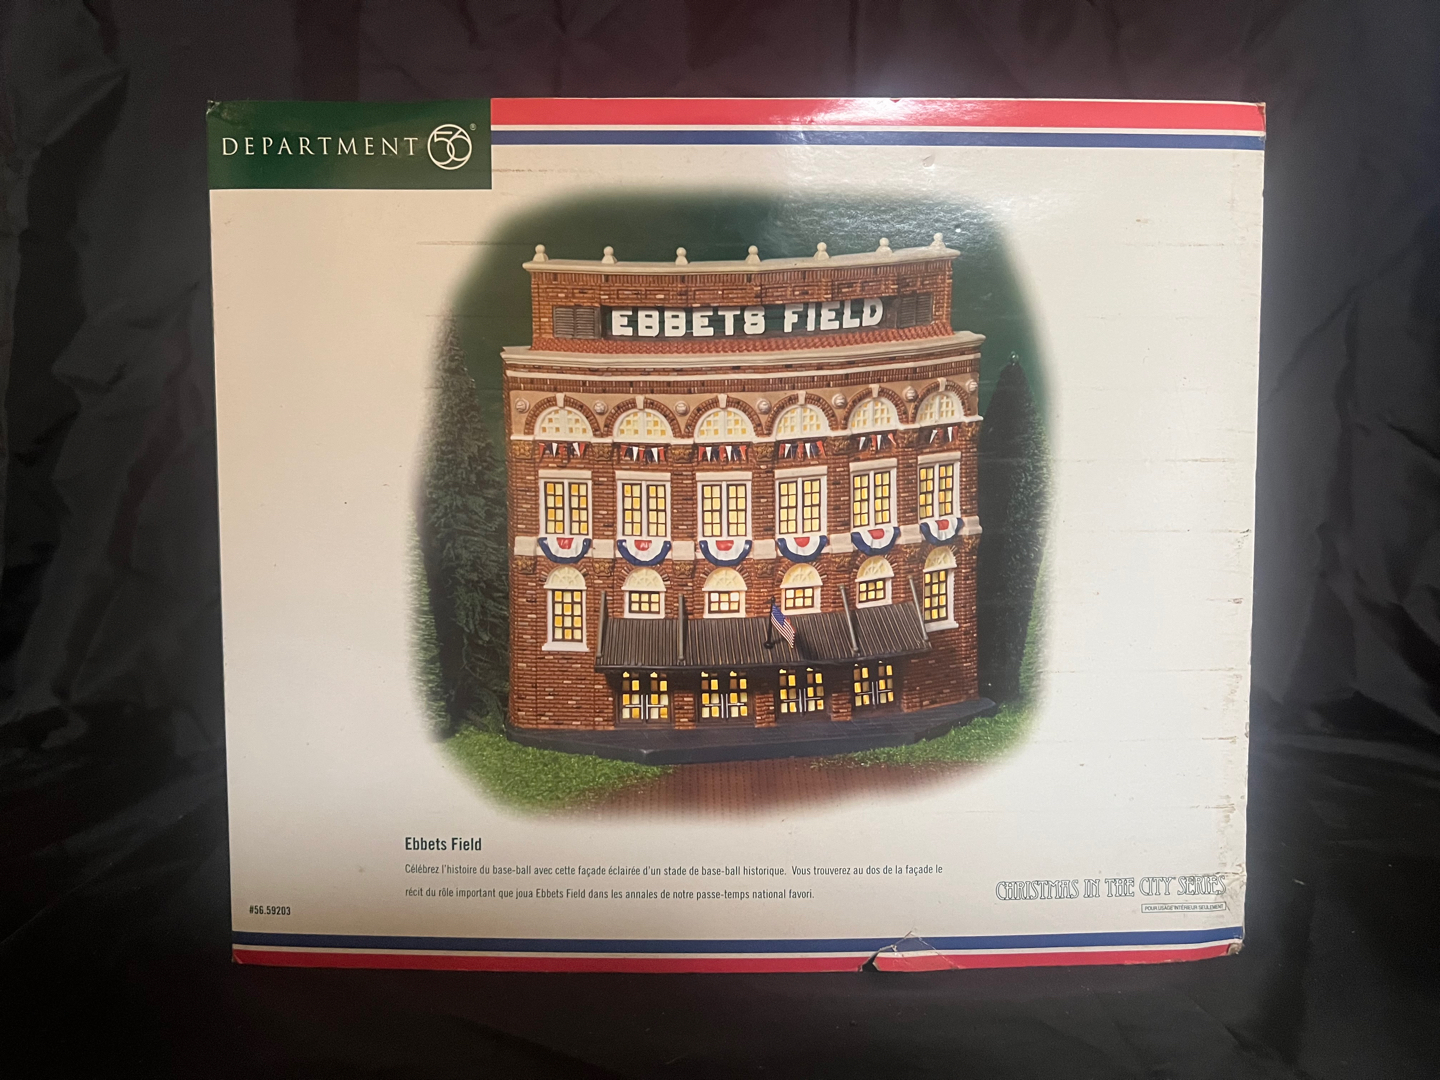 DEPARTMENT 56®
EBBETS FIELD
Ebbets Field
Célébrez l'histoire du base-ball avec cette façade éclairée d'un stade de base-ball historique. Vous trouverez au dos de la façade le
récit du rôle important que joua Ebbets Field dans les annales de notre passe-temps national favori.
CHRISTMAS IN THE CITY SERIES
POUR USAGE INTÉRIEUR SEULEMENT
#56.59203